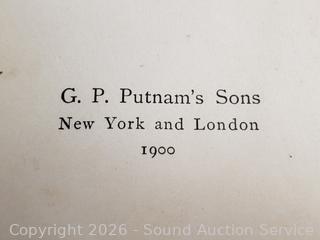 G. P. Putnam's Sons
New York and London
1900
Copyright 2026 - Sound Auction Service